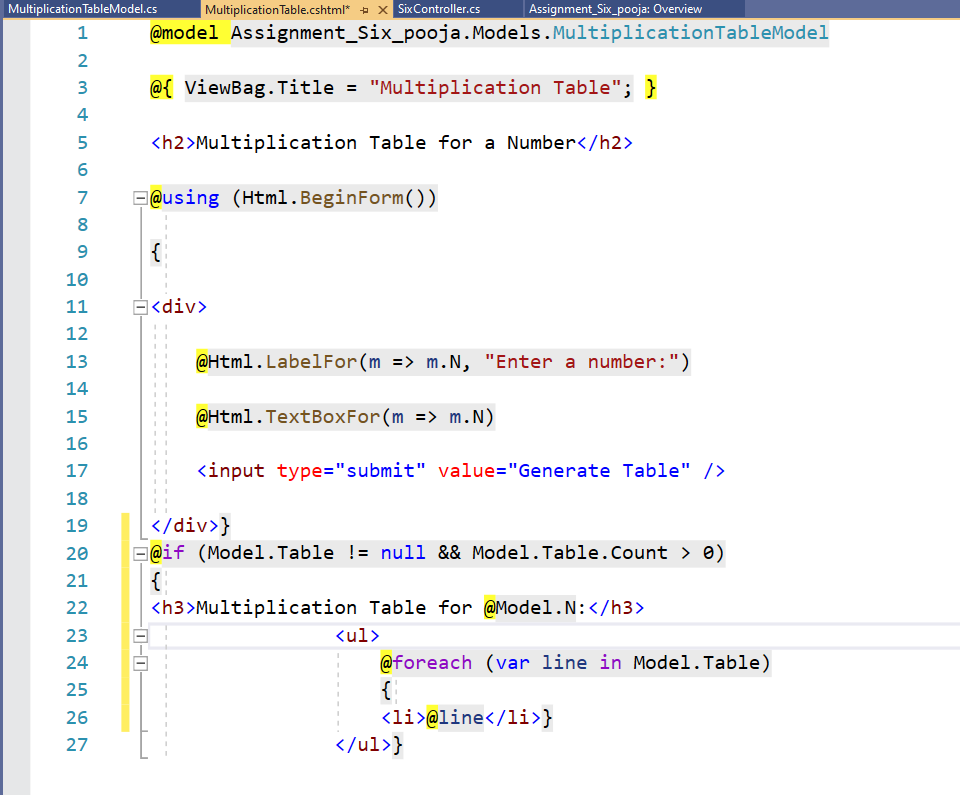 MultiplicationTableModel.cs MultiplicationTable.cshtml* SixController.cs Assignment_Six_pooja: Overview
1 @model Assignment_Six_pooja.Models.MultiplicationTableModel
2
3 @{ ViewBag.Title = "Multiplication Table"; }
4
5 <h2>Multiplication Table for a Number</h2>
6
7 @using (Html.BeginForm())
8
9 {
10
11 <div>
12
13 @Html.LabelFor(m => m.N, "Enter a number:")
14
15 @Html.TextBoxFor(m => m.N)
16
17 <input type="submit" value="Generate Table" />
18
19 </div>}
20 @if (Model.Table != null && Model.Table.Count > 0)
21 {
22 <h3>Multiplication Table for @Model.N:</h3>
23 <ul>
24 @foreach (var line in Model.Table)
25 {
26 <li>@line</li>}
27 </ul>}